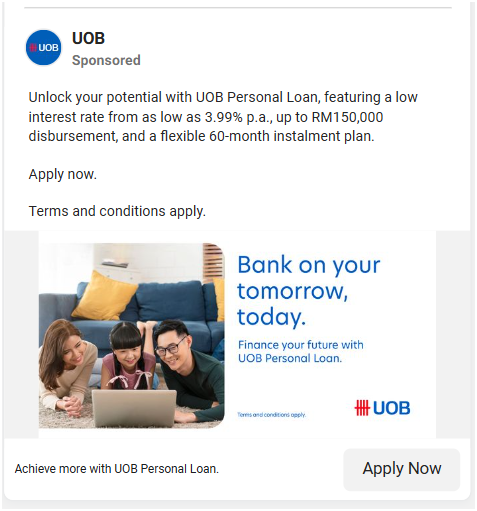 UOB
UOB
Sponsored
Unlock your potential with UOB Personal Loan, featuring a low
interest rate from as low as 3.99% p.a., up to RM150,000
disbursement, and a flexible 60-month instalment plan.
Apply now.
Terms and conditions apply.
Bank on your
tomorrow,
today.
Finance your future with
UOB Personal Loan.
Terms and conditions apply.
UOB
Achieve more with UOB Personal Loan.
Apply Now